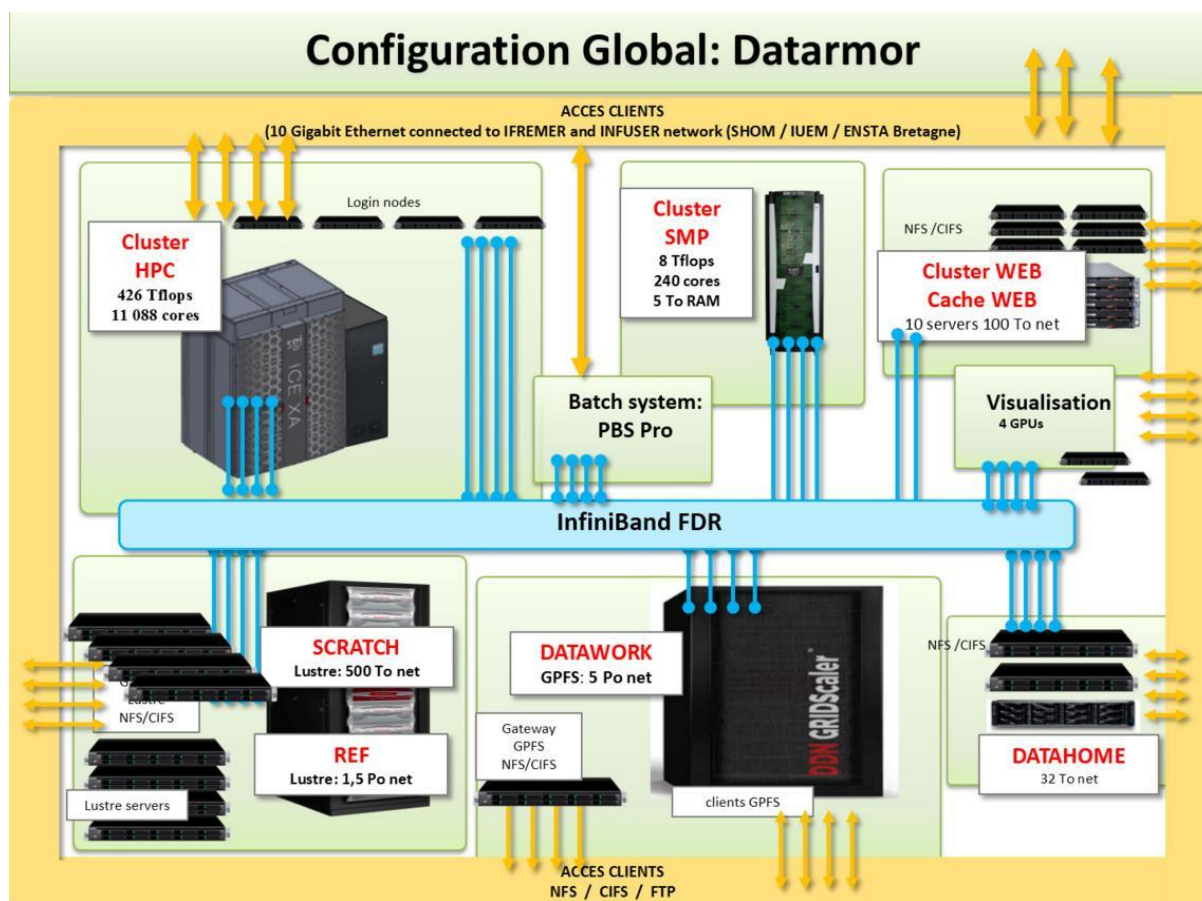 Configuration Global: Datarmor
ACCES CLIENTS
(10 Gigabit Ethernet connected to IFREMER and INFUSER network (SHOM / IUEM / ENSTA Bretagne)
Login nodes
Cluster
HPC
426 Tflops
11 088 cores
ICE XA
Cluster
SMP
8 Tflops
240 cores
5 To RAM
NFS /CIFS
Cluster WEB
Cache WEB
10 servers 100 To net
Batch system:
PBS Pro
Visualisation
4 GPUs
InfiniBand FDR
SCRATCH
Lustre: 500 To net
Lustre
NFS/CIFS
REF
Lustre: 1,5 Po net
Lustre servers
DATAWORK
GPFS: 5 Po net
DDN GRIDScaler
Gateway
GPFS
NFS/CIFS
clients GPFS
NFS /CIFS
DATAHOME
32 To net
ACCES CLIENTS
NFS / CIFS / FTP